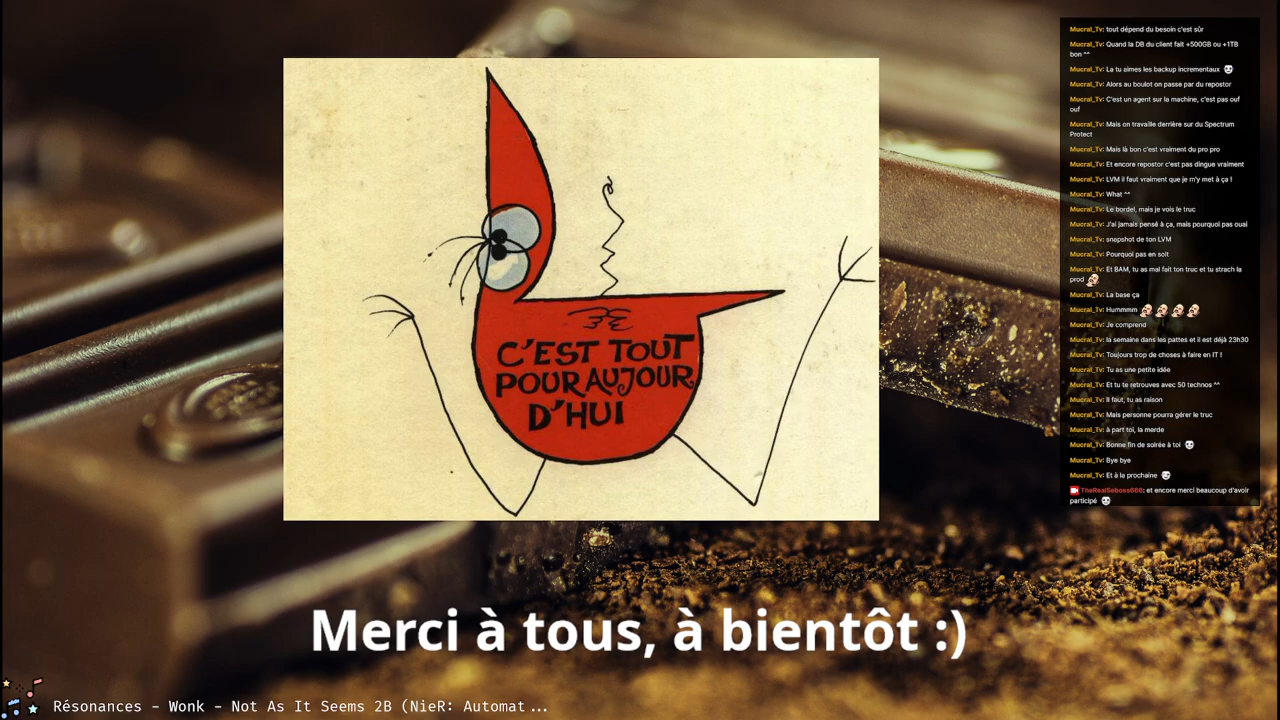 C'EST TOUT
POUR AUJOUR
D'HUI
Merci à tous, à bientôt :)
Résonances - Wonk - Not As It Seems 2B (NieR: Automat...
Mucral_Tv: tout dépend du besoin c'est sûr
Mucral_Tv: Quand la DB du client fait +500GB ou +1TB
bon ^^
Mucral_Tv: La tu aimes les backup incrementaux
Mucral_Tv: Alors au boulot on passe par du repostor
Mucral_Tv: C'est un agent sur la machine, c'est pas ouf
ouf
Mucral_Tv: Mais on travaille derrière sur du Spectrum
Protect
Mucral_Tv: Mais là bon c'est vraiment du pro pro
Mucral_Tv: Et encore repostor c'est pas dingue vraiment
Mucral_Tv: LVM il faut vraiment que je m'y met à ça !
Mucral_Tv: What ^^
Mucral_Tv: Le bordel, mais je vois le truc
Mucral_Tv: J'ai jamais pensé à ça, mais pourquoi pas ouai
Mucral_Tv: snapshot de ton LVM
Mucral_Tv: Pourquoi pas en soit
Mucral_Tv: Et BAM, tu as mal fait ton truc et tu strach la
prod
Mucral_Tv: La base ça
Mucral_Tv: Hummmm
Mucral_Tv: Je comprend
Mucral_Tv: la semaine dans les pattes et il est déjà 23h30
Mucral_Tv: Toujours trop de choses à faire en IT !
Mucral_Tv: Tu as une petite idée
Mucral_Tv: Et tu te retrouves avec 50 technos ^^
Mucral_Tv: Il faut, tu as raison
Mucral_Tv: Mais personne pourra gérer le truc
Mucral_Tv: à part toi, la merde
Mucral_Tv: Bonne fin de soirée à toi
Mucral_Tv: Bye bye
Mucral_Tv: Et à la prochaine
TheRealSeboss666: et encore merci beaucoup d'avoir
participé